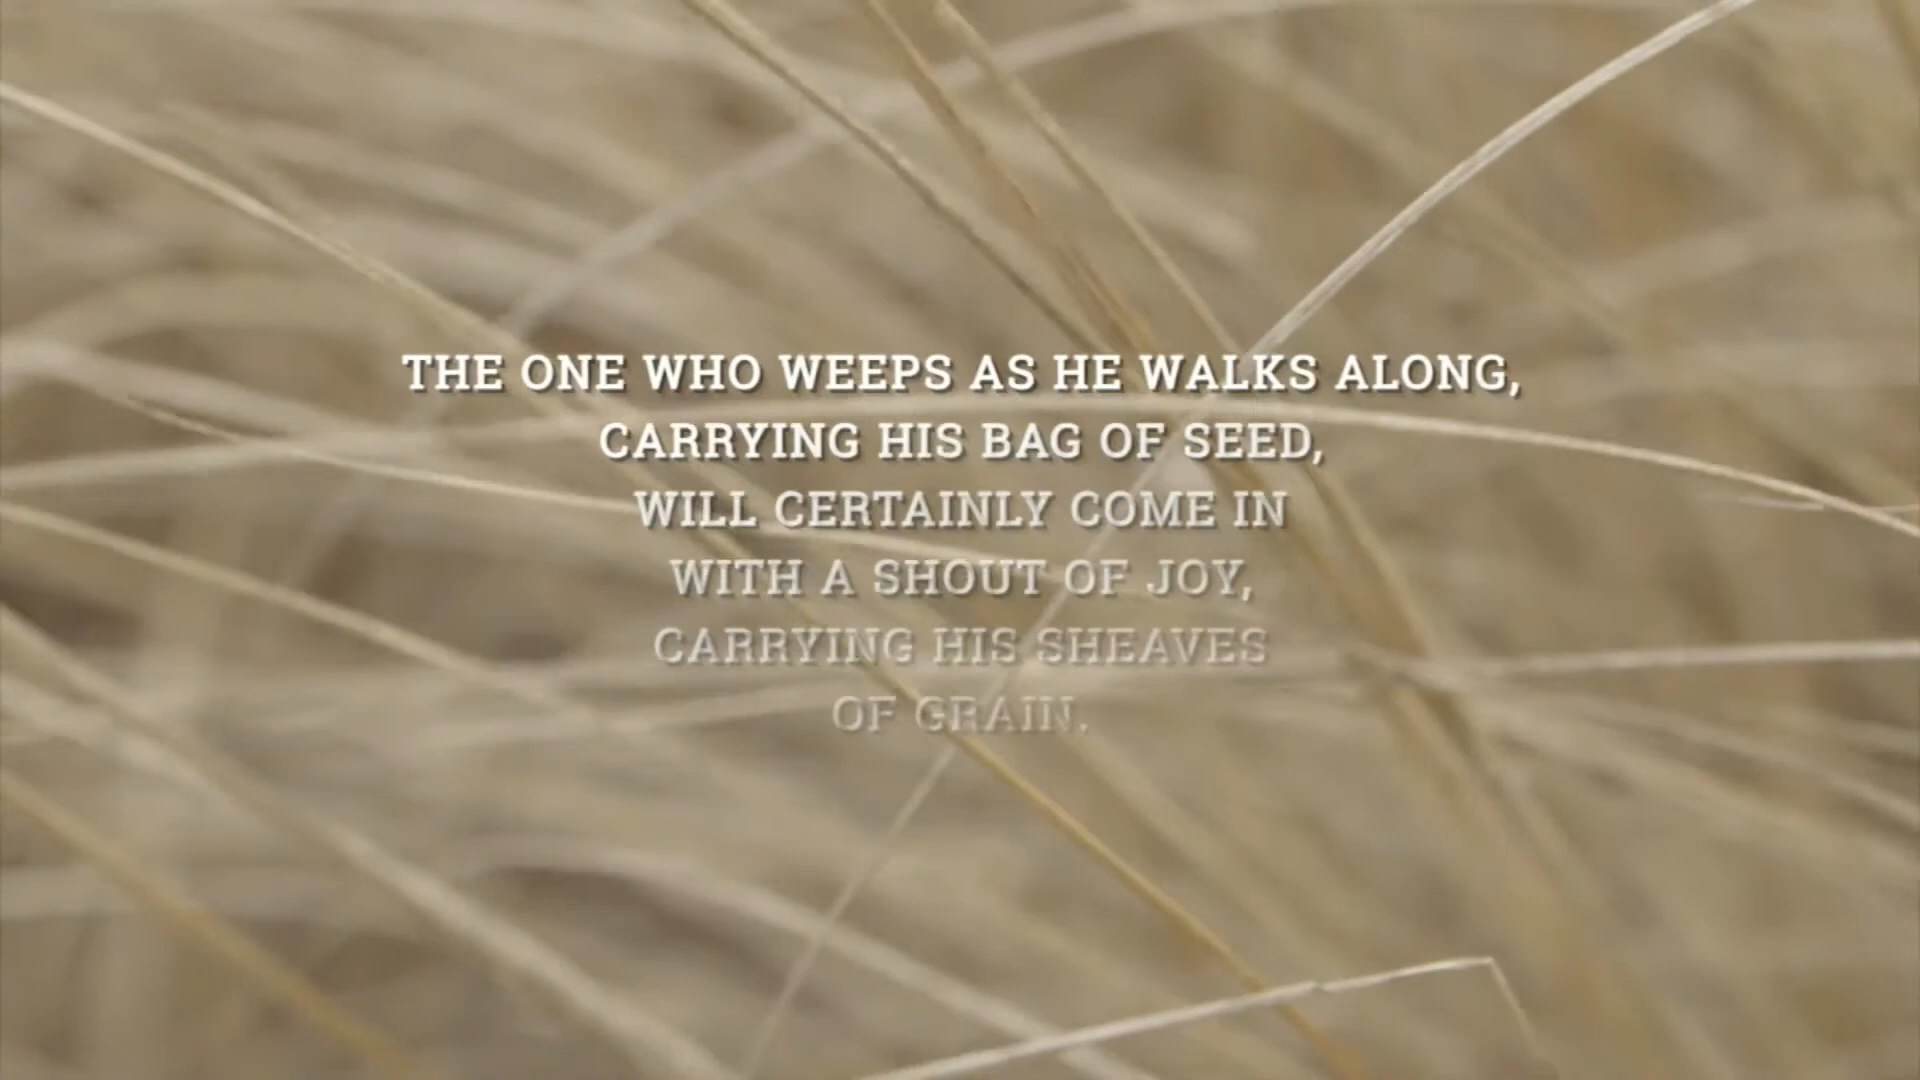 THE ONE WHO WEEPS AS HE WALKS ALONG,
CARRYING HIS BAG OF SEED,
WILL CERTAINLY COME IN
WITH A SHOUT OF JOY,
CARRYING HIS SHEAVES
OF GRAIN.